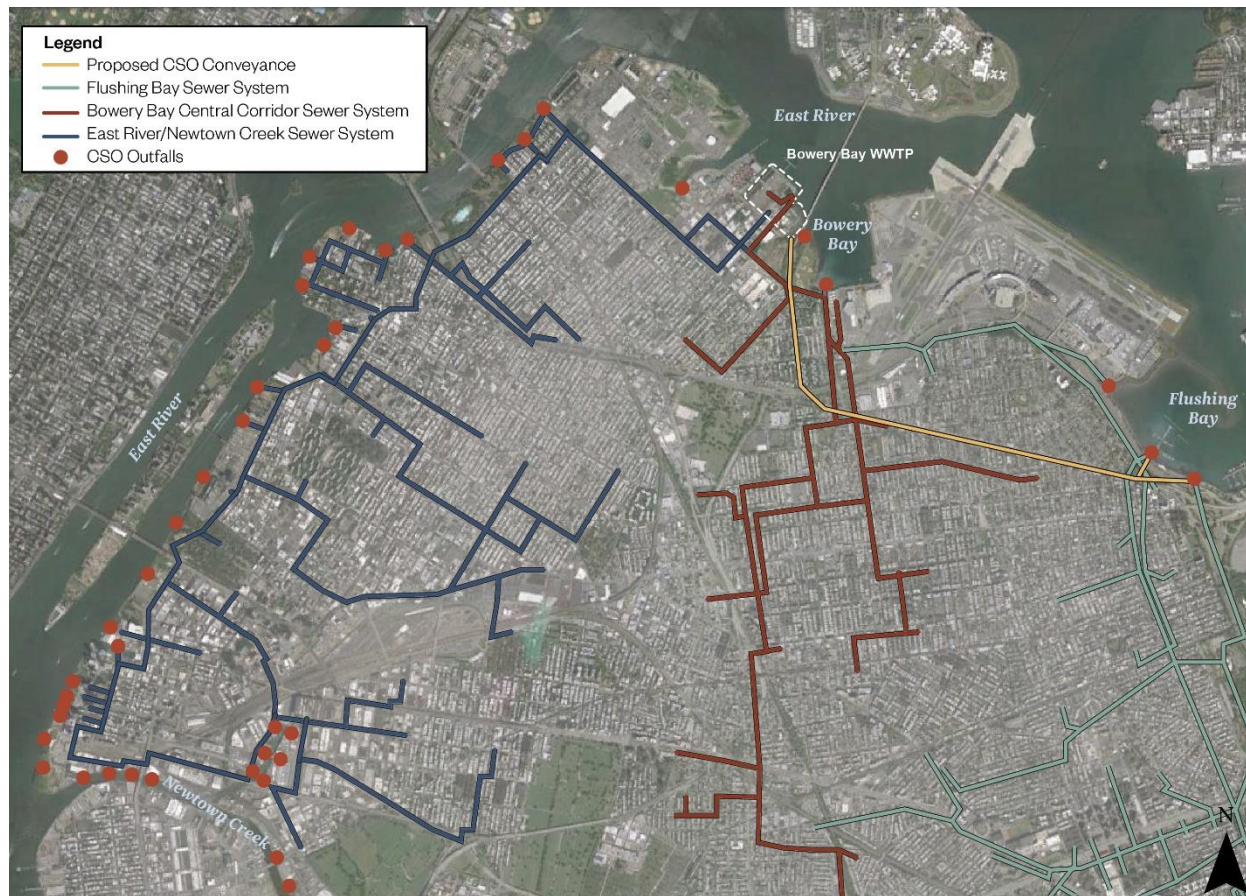 Legend
Proposed CSO Conveyance
Flushing Bay Sewer System
Bowery Bay Central Corridor Sewer System
East River/Newtown Creek Sewer System
CSO Outfalls
East River
Bowery Bay WWTP
Bowery
Bay
Flushing
Bay
East River
Newtown Creek
N